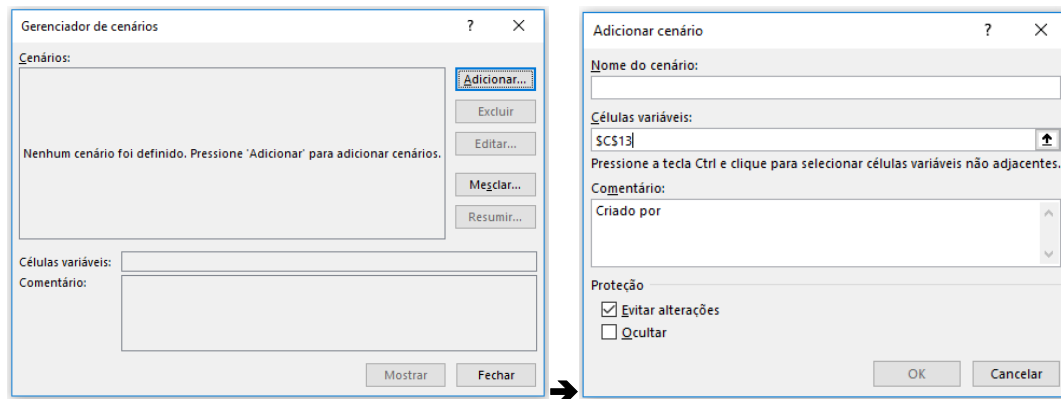 Gerenciador de cenários
?
Cenários:
Nenhum cenário foi definido. Pressione 'Adicionar' para adicionar cenários.
Adicionar...
Excluir
Editar...
Mesclar...
Resumir...
Células variáveis:
Comentário:
Mostrar
Fechar
Adicionar cenário
?
Nome do cenário:
Células variáveis:
$C$13
Pressione a tecla Ctrl e clique para selecionar células variáveis não adjacentes.
Comentário:
Criado por
Proteção
Evitar alterações
Ocultar
OK
Cancelar